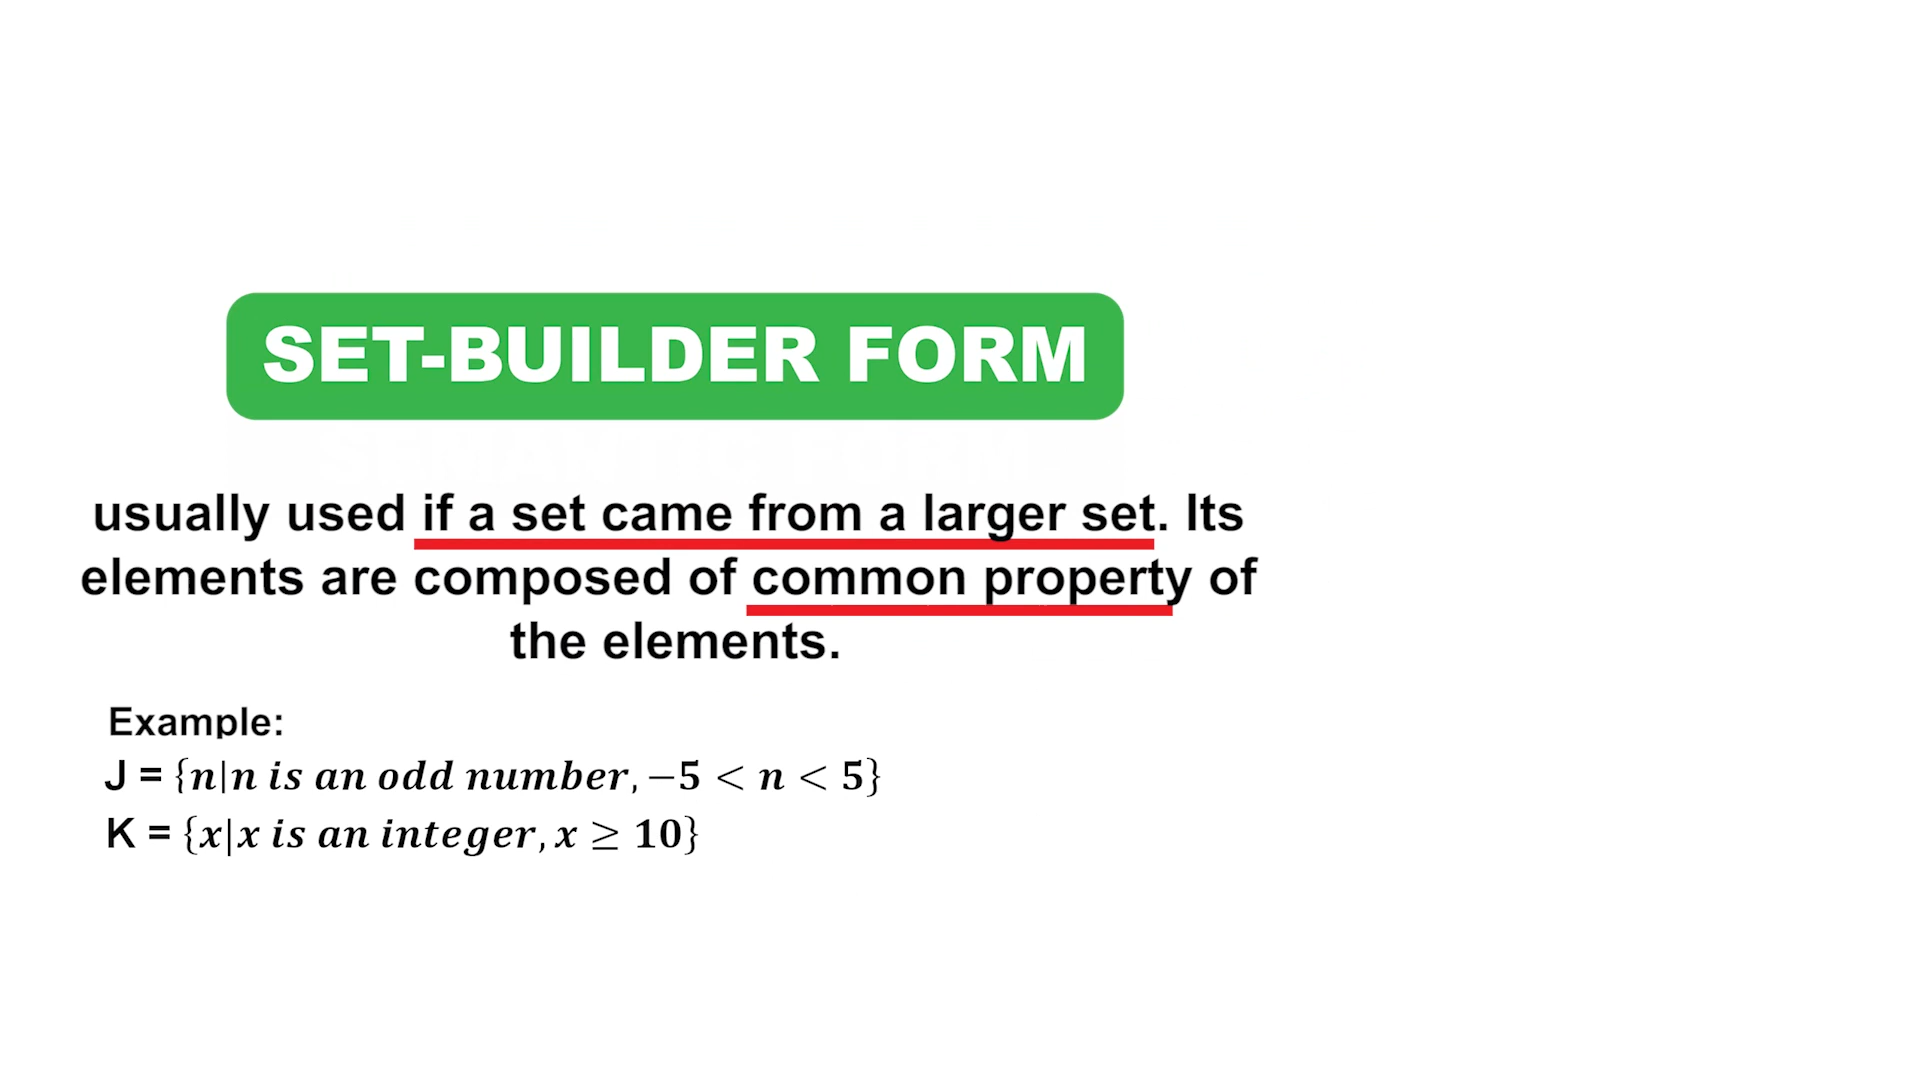 SET-BUILDER FORM
usually used if a set came from a larger set. Its
elements are composed of common property of
the elements.
Example:
J = {n|n is an odd number, −5 < n < 5}
K = {x|x is an integer, x ≥ 10}